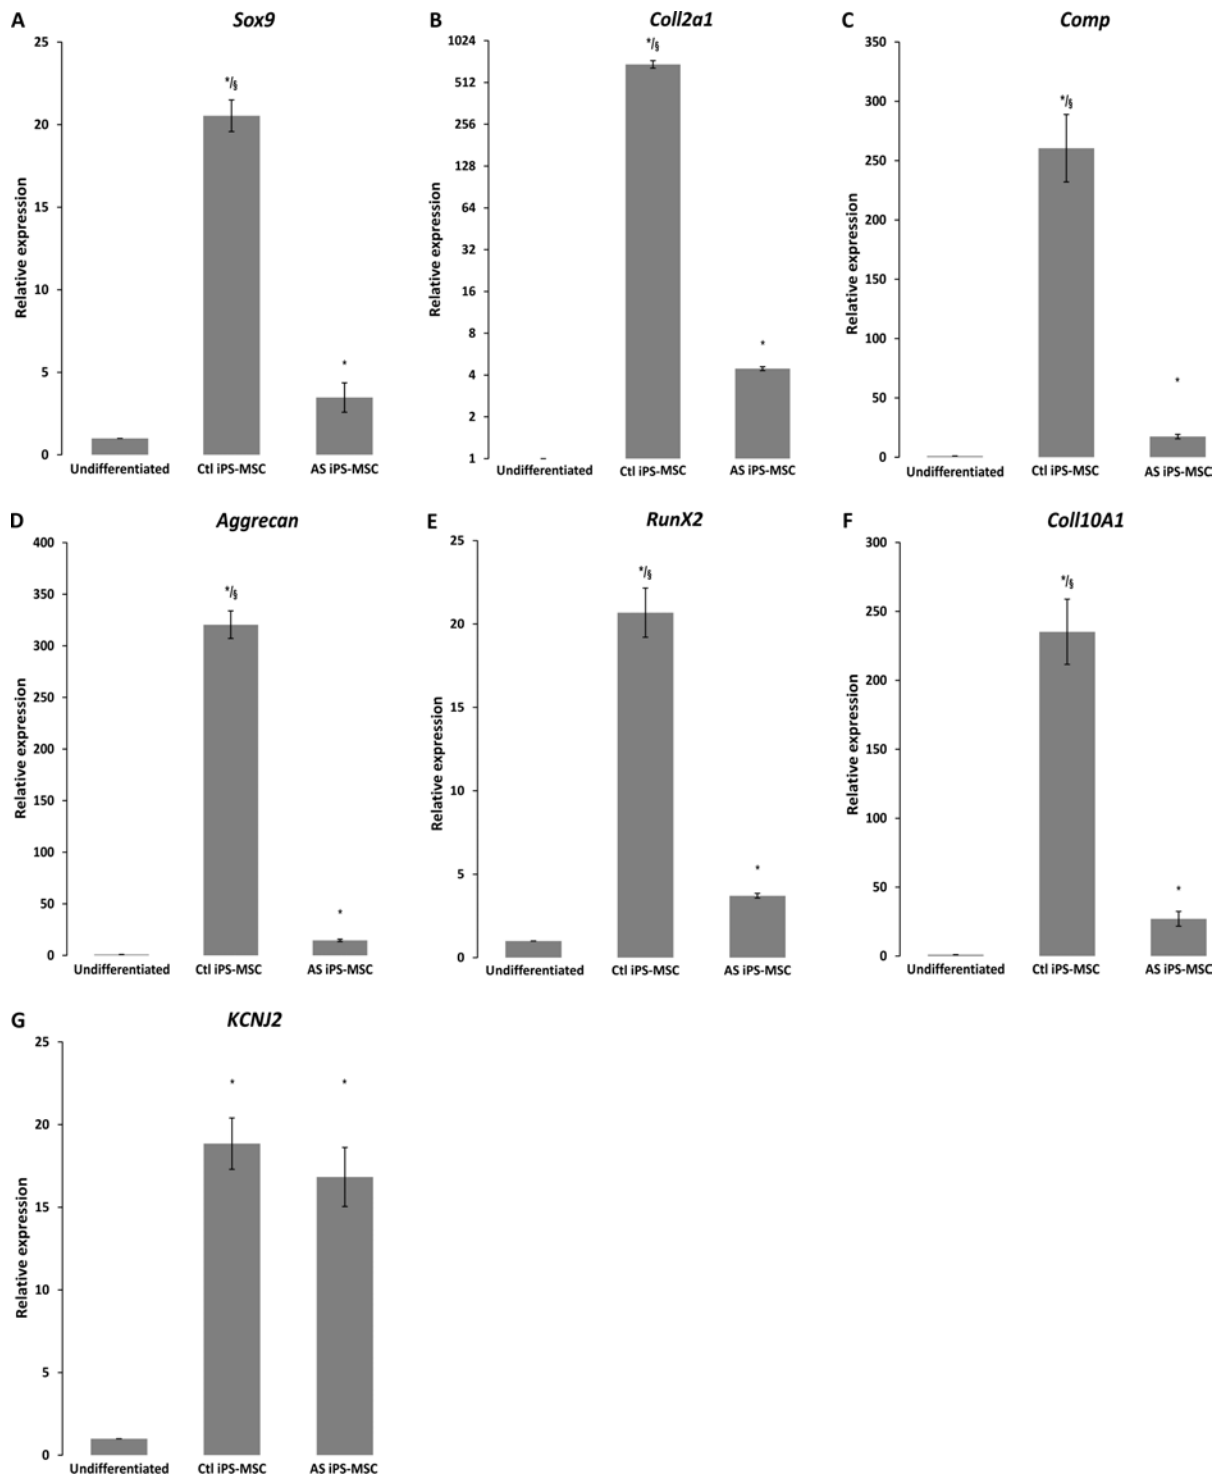 A
Sox9
Relative expression
25
20
15
10
5
0
*/§
*
Undifferentiated
Ctl iPS-MSC
AS iPS-MSC
B
Coll2a1
Relative expression
1024
512
256
128
64
32
16
8
4
2
1
*/§
*
Undifferentiated
Ctl iPS-MSC
AS iPS-MSC
C
Comp
Relative expression
350
300
250
200
150
100
50
0
*/§
*
Undifferentiated
Ctl iPS-MSC
AS iPS-MSC
D
Aggrecan
Relative expression
400
350
300
250
200
150
100
50
0
*/§
*
Undifferentiated
Ctl iPS-MSC
AS iPS-MSC
E
RunX2
Relative expression
25
20
15
10
5
0
*/§
*
Undifferentiated
Ctl iPS-MSC
AS iPS-MSC
F
Coll10A1
Relative expression
300
250
200
150
100
50
0
*/§
*
Undifferentiated
Ctl iPS-MSC
AS iPS-MSC
G
KCNJ2
Relative expression
25
20
15
10
5
0
*
*
Undifferentiated
Ctl iPS-MSC
AS iPS-MSC